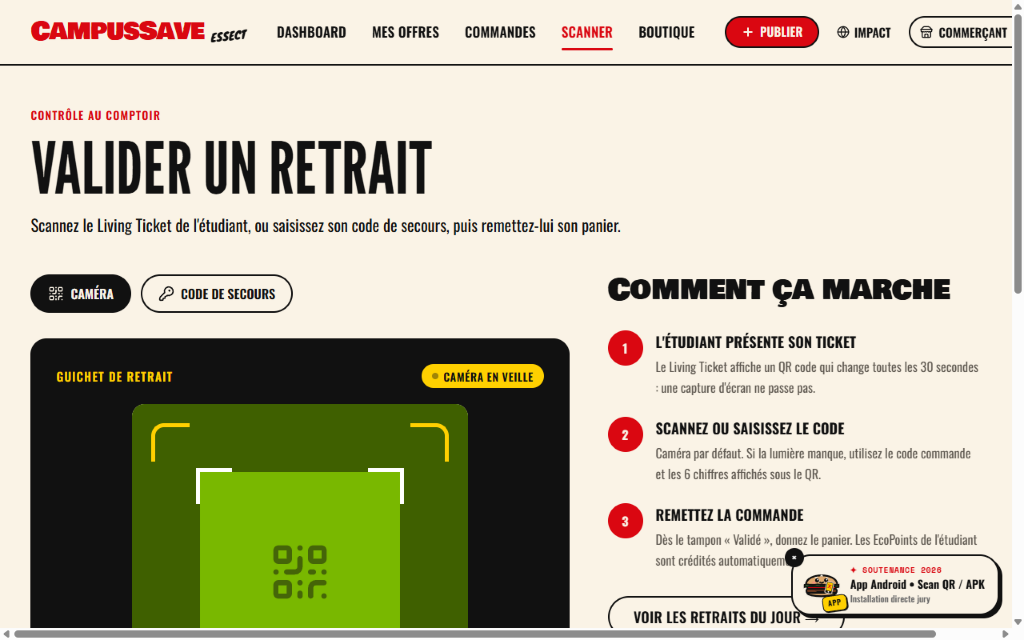 CAMPUSSAVE ESSECT
DASHBOARD
MES OFFRES
COMMANDES
SCANNER
BOUTIQUE
+ PUBLIER
IMPACT
COMMERÇANT
CONTRÔLE AU COMPTOIR
VALIDER UN RETRAIT
Scannez le Living Ticket de l'étudiant, ou saisissez son code de secours, puis remettez-lui son panier.
CAMÉRA
CODE DE SECOURS
GUICHET DE RETRAIT
CAMÉRA EN VEILLE
COMMENT ÇA MARCHE
1
L'ÉTUDIANT PRÉSENTE SON TICKET
Le Living Ticket affiche un QR code qui change toutes les 30 secondes
: une capture d'écran ne passe pas.
2
SCANNEZ OU SAISISSEZ LE CODE
Caméra par défaut. Si la lumière manque, utilisez le code commande
et les 6 chiffres affichés sous le QR.
3
REMETTEZ LA COMMANDE
Dès le tampon « Validé », donnez le panier. Les EcoPoints de l'étudiant
sont crédités
VOIR LES RETRAITS DU JOUR →
✦ SOUTENANCE 2026
App Android • Scan QR / APK
Installation directe jury
APP